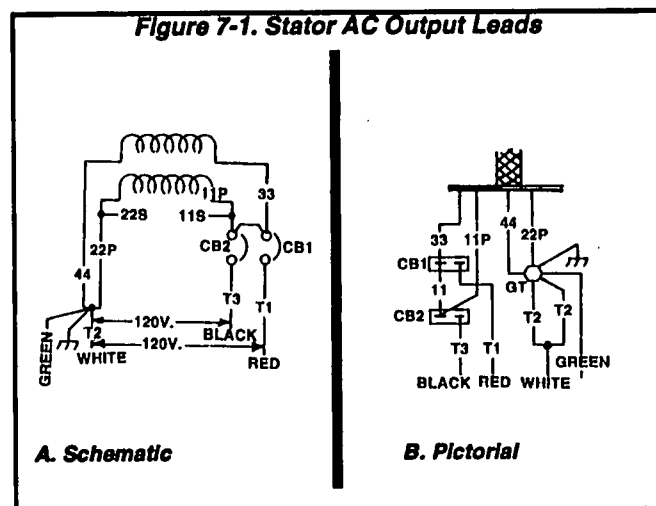 Figure 7-1. Stator AC Output Leads
11P
33
22S
11S
CB2
CB1
22P
44
T3
T1
T2
120V.
BLACK
120V.
WHITE
RED
GREEN
A. Schematic
33
11P
44
22P
CB1
GT
11
CB2
T2
T2
T3
T1
GREEN
BLACK
RED
WHITE
B. Pictorial